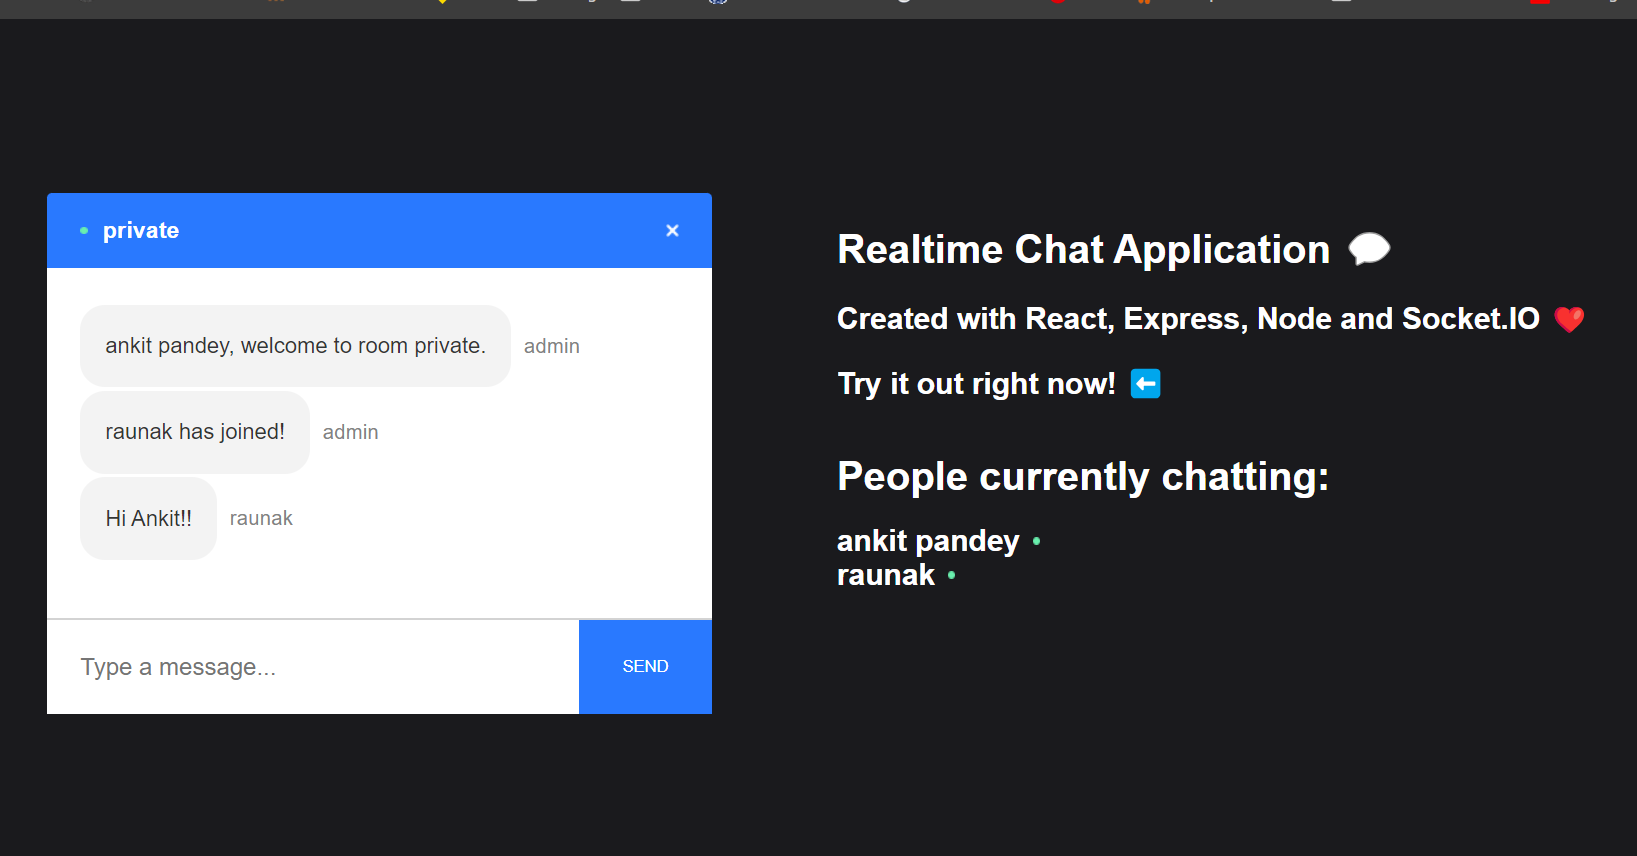 private
ankit pandey, welcome to room private. admin
raunak has joined! admin
Hi Ankit!! raunak
Type a message...
SEND
Realtime Chat Application
Created with React, Express, Node and Socket.IO
Try it out right now!
People currently chatting:
ankit pandey
raunak